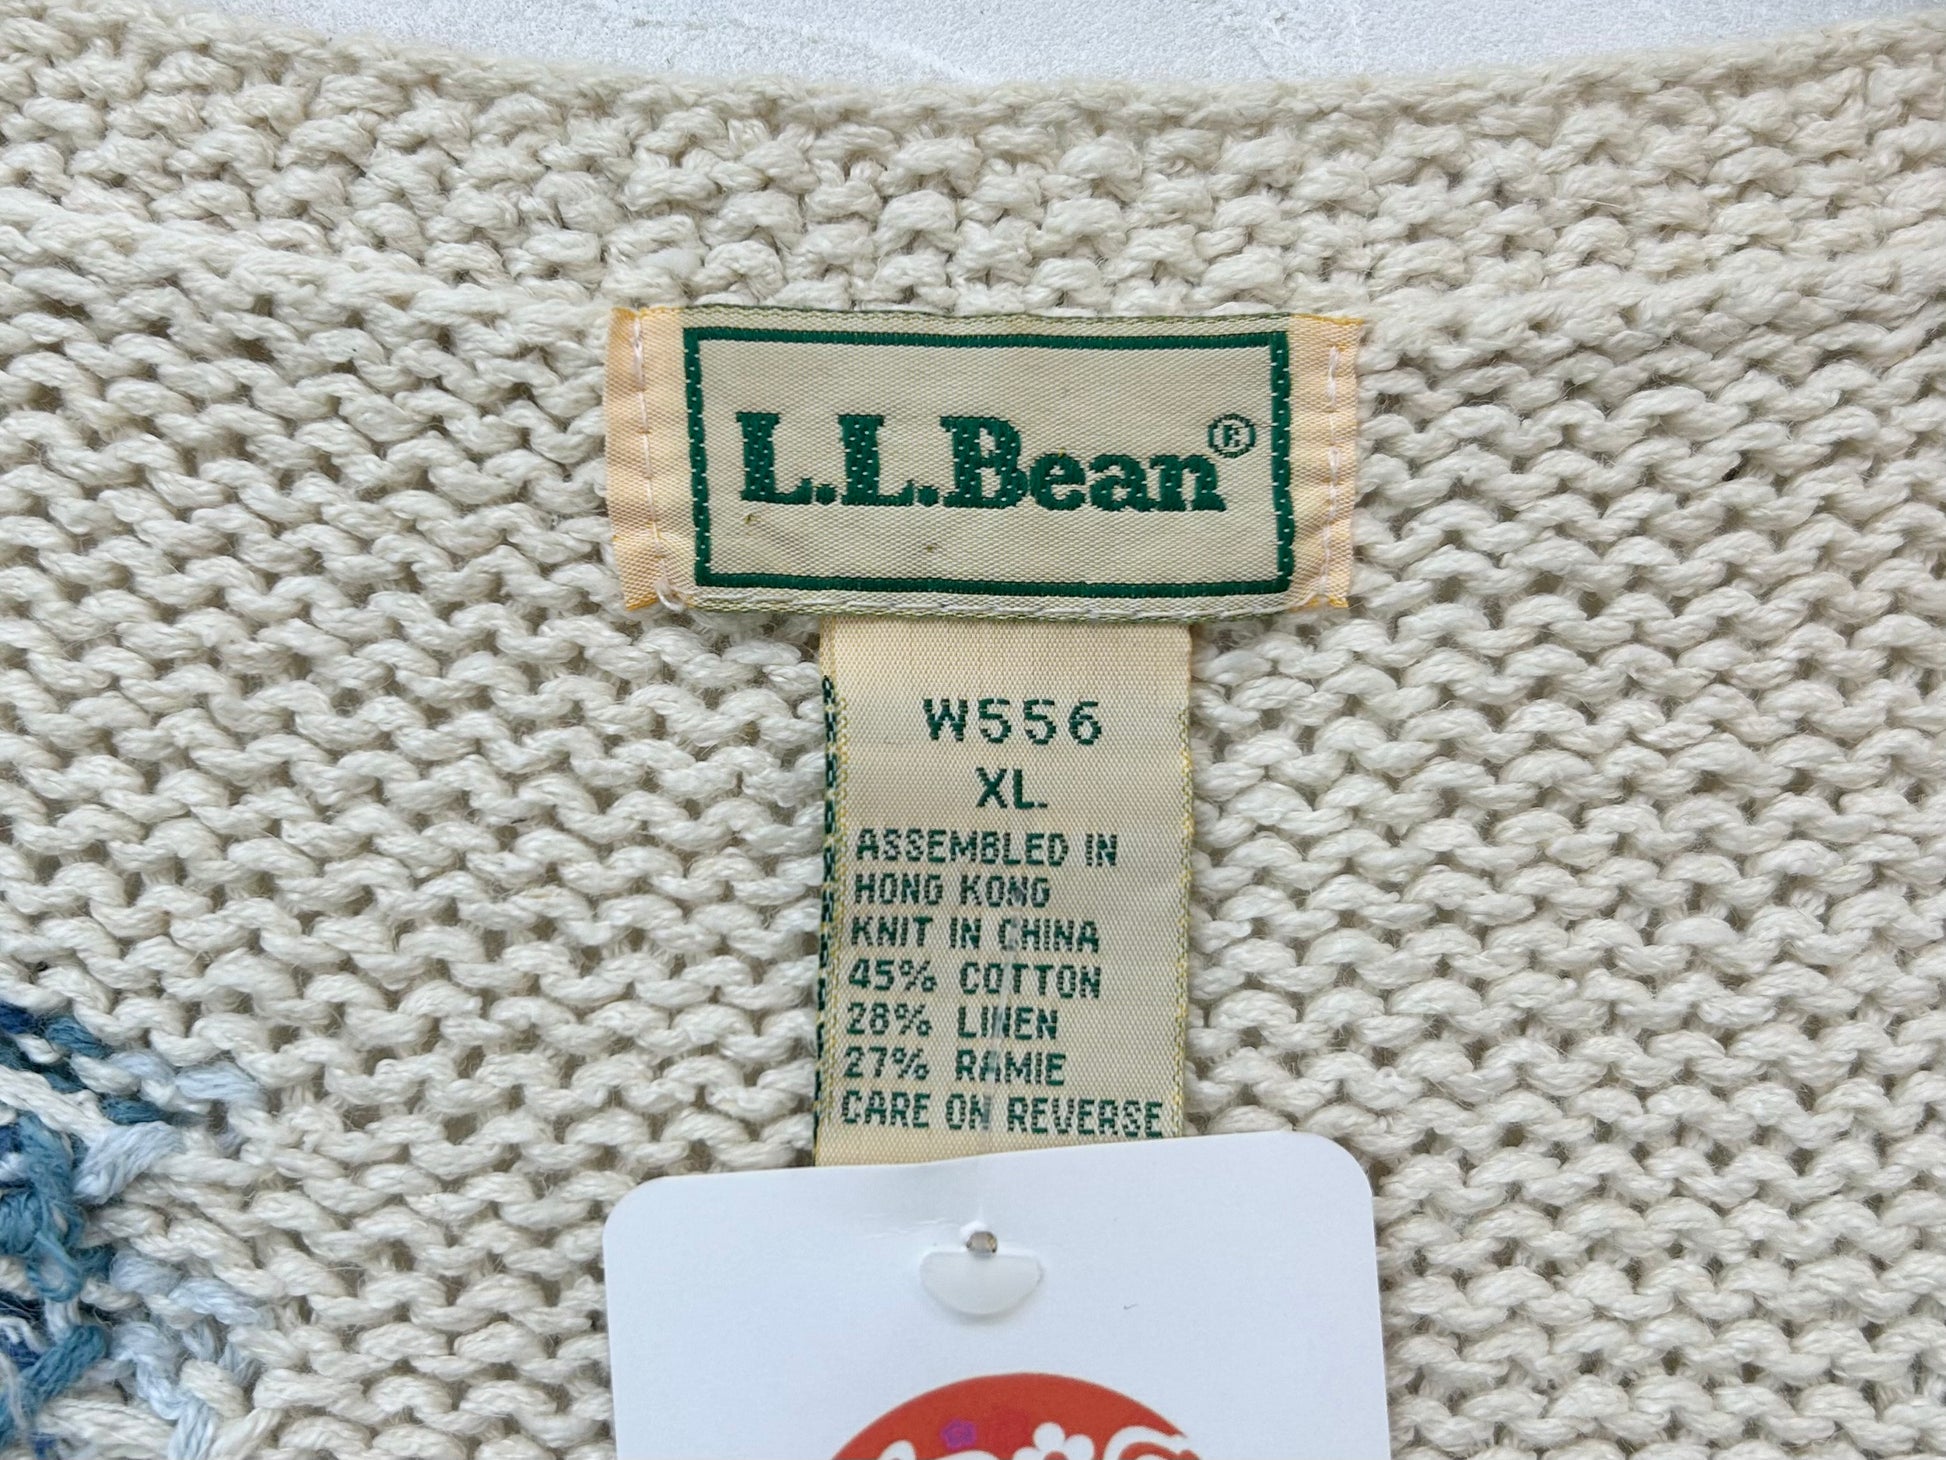 L.L.Bean®
W556
XL.
ASSEMBLED IN
HONG KONG
KNIT IN CHINA
45% COTTON
28% LINEN
27% RAMIE
CARE ON REVERSE